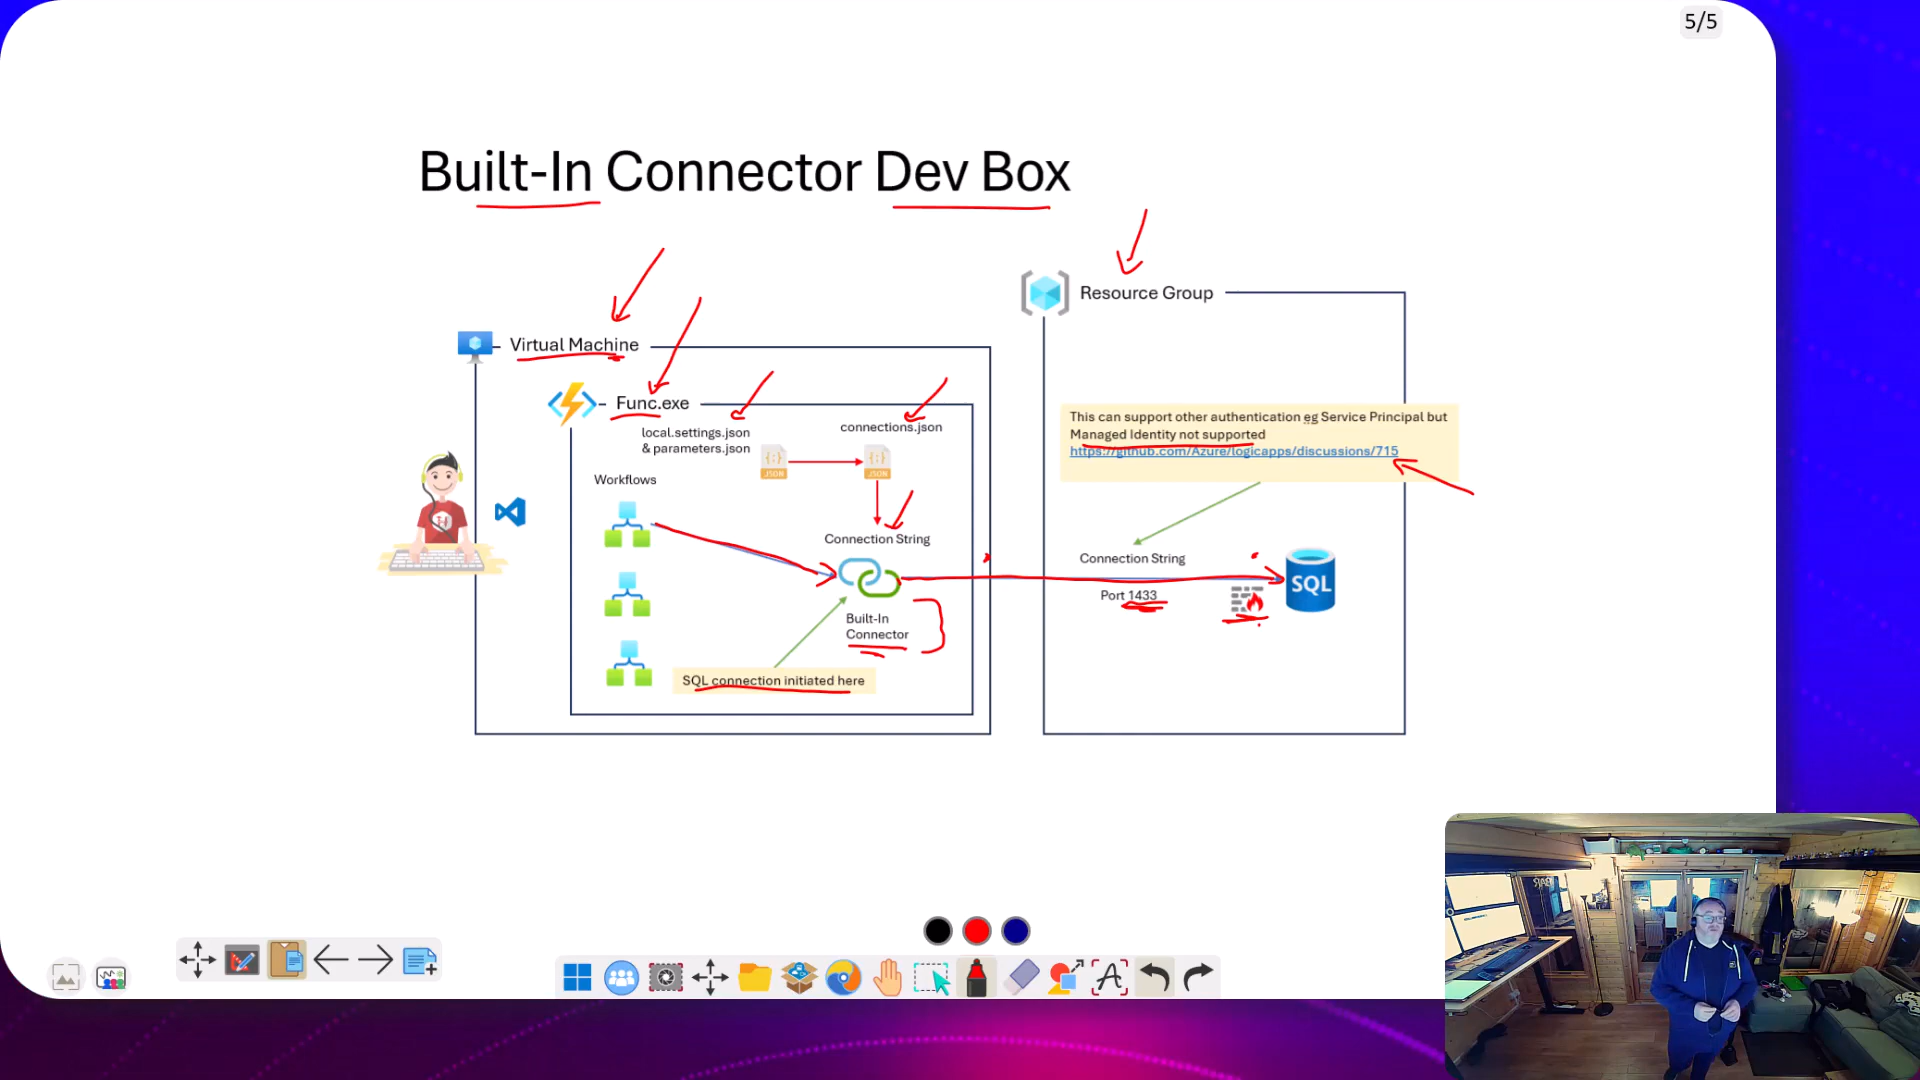 5/5
Built-In Connector Dev Box
Resource Group
Virtual Machine
Func.exe
local.settings.json
& parameters.json
connections.json
JSON
JSON
This can support other authentication eg Service Principal but
Managed Identity not supported
https://github.com/Azure/logicapps/discussions/715
Workflows
Connection String
Connection String
Port 1433
SQL
Built-In
Connector
SQL connection initiated here